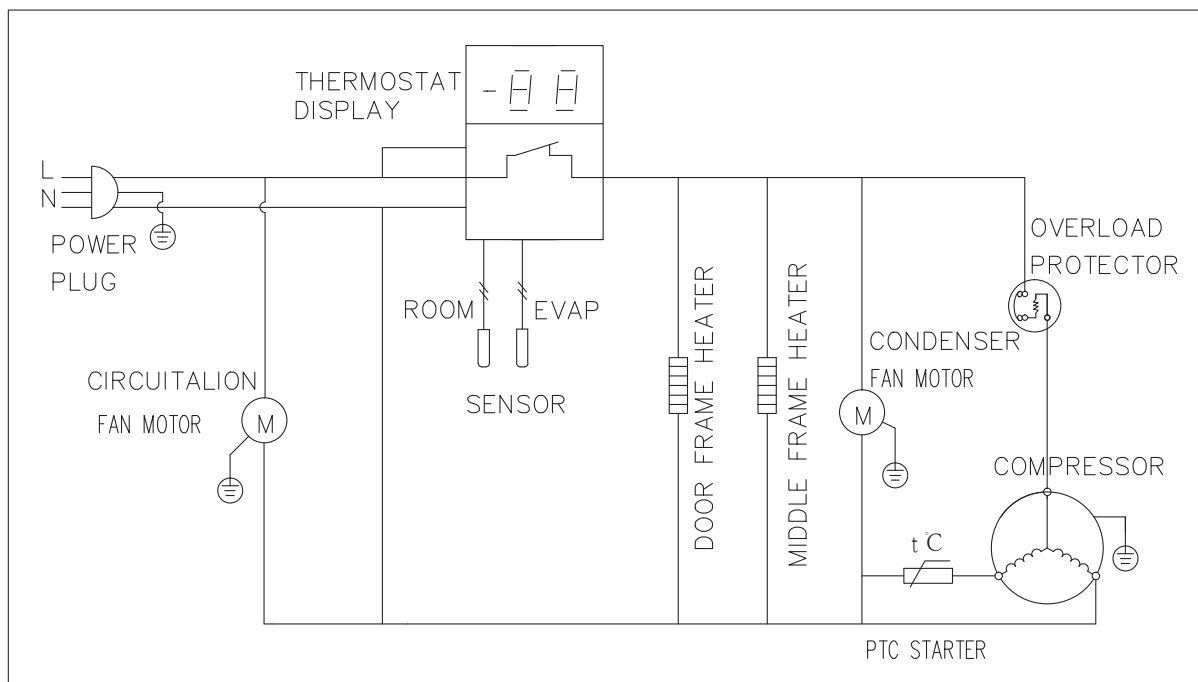 THERMOSTAT
DISPLAY
-88
L
N
POWER
PLUG
ROOM
EVAP
SENSOR
CIRCUITALION
FAN MOTOR
M
DOOR FRAME HEATER
MIDDLE FRAME HEATER
OVERLOAD
PROTECTOR
CONDENSER
FAN MOTOR
M
COMPRESSOR
t°C
PTC STARTER